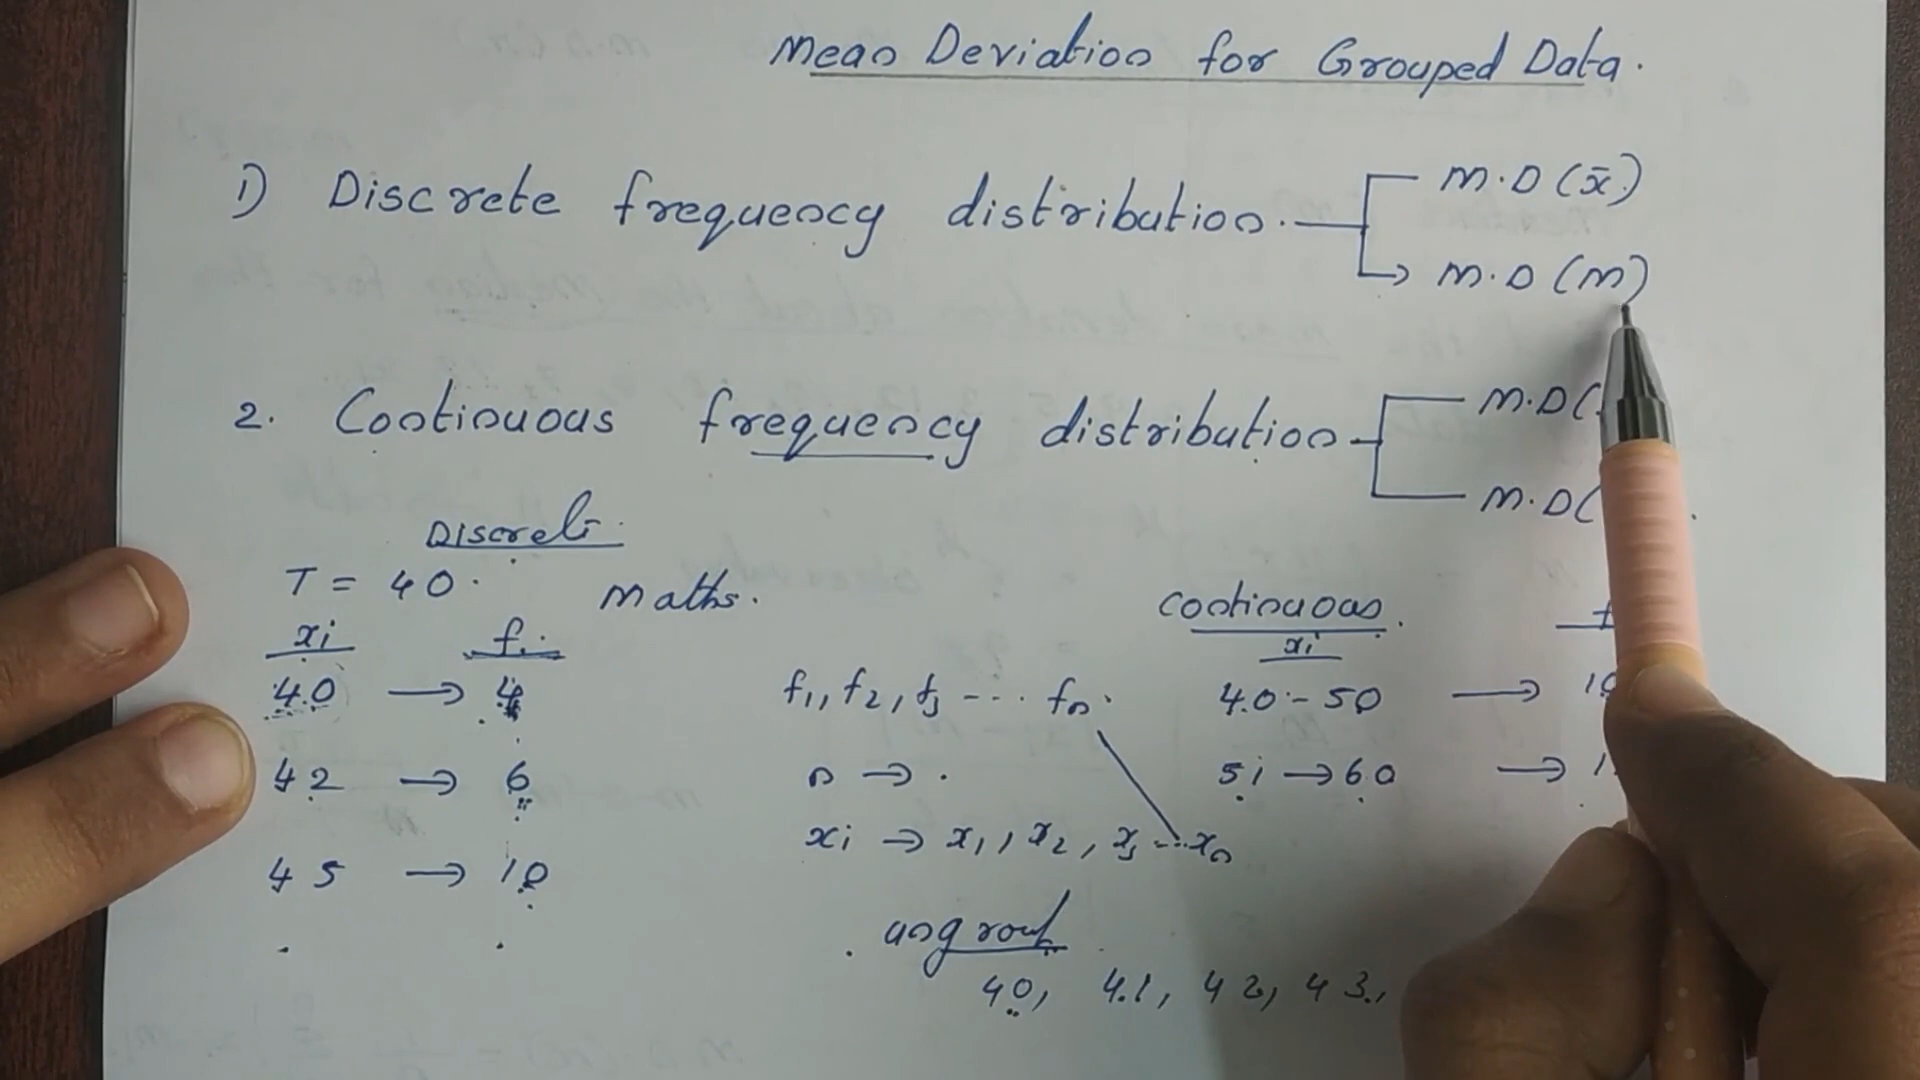 Mean Deviation for Grouped Data.
1) Discrete frequency distribution. M.D (x̄)
→ M.D (M)
2. Continuous frequency distribution M.D(
M.D(
Discrete
T = 40. Maths.
Continuous
xi f.
xi
40 → 4
f1, f2, f3 --- fn.
40 - 50 →
42 → 6
n → .
51 → 60 →
xi → x1, x2, x3 --- xn
45 → 10
40, 41, 42, 43,